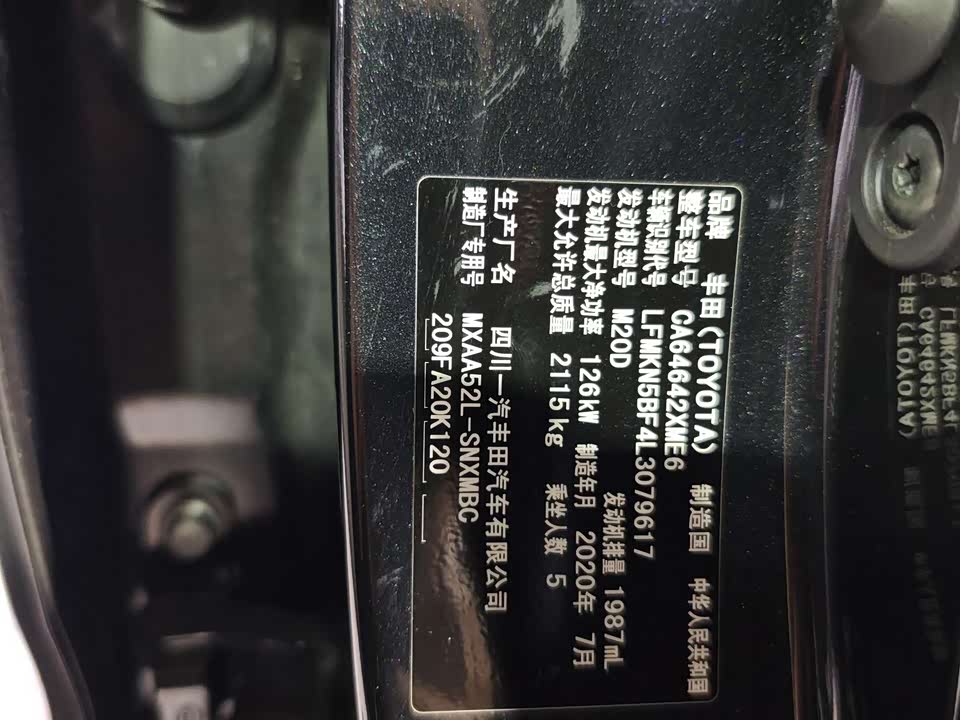 品牌 丰田(TOYOTA) 制造国 中华人民共和国
整车型号 CA64642XME6
车辆识别代号 LFMKN5BF4L3079617
发动机型号 M20D 发动机排量 1987mL
发动机最大净功率 126kW 制造年月 2020年 7月
最大允许总质量 2115kg 乘坐人数 5
生产厂名 四川一汽丰田汽车有限公司
制造厂专用号 MXAA52L-SNXMBC
209FA20K120